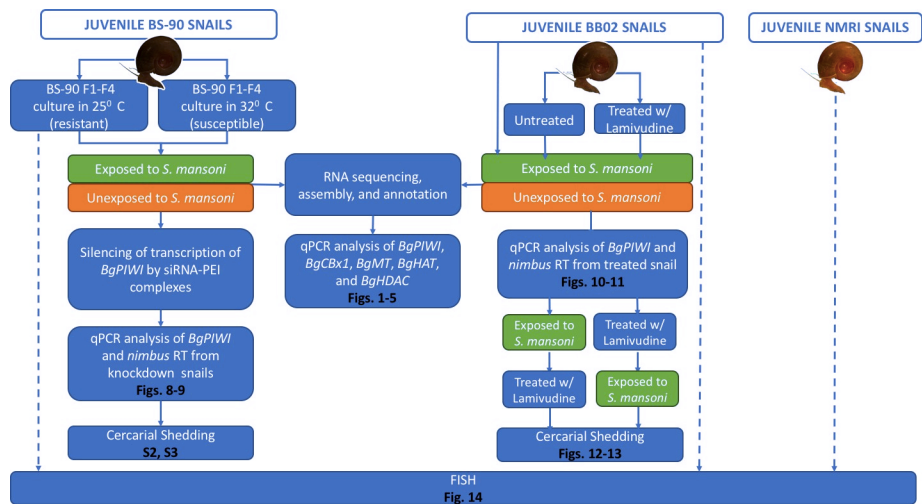 JUVENILE BS-90 SNAILS
JUVENILE BB02 SNAILS
JUVENILE NMRI SNAILS
BS-90 F1-F4
culture in 25⁰ C
(resistant)
BS-90 F1-F4
culture in 32⁰ C
(susceptible)
Untreated
Treated w/
Lamivudine
Exposed to S. mansoni
Unexposed to S. mansoni
RNA sequencing,
assembly, and annotation
Exposed to S. mansoni
Unexposed to S. mansoni
Silencing of transcription of
BgPIWI by siRNA-PEI
complexes
qPCR analysis of BgPIWI,
BgCBx1, BgMT, BgHAT,
and BgHDAC
Figs. 1-5
qPCR analysis of BgPIWI and
nimbus RT from treated snail
Figs. 10-11
qPCR analysis of BgPIWI
and nimbus RT from
knockdown snails
Figs. 8-9
Exposed to
S. mansoni
Treated w/
Lamivudine
Treated w/
Lamivudine
Exposed to
S. mansoni
Cercarial Shedding
S2, S3
Cercarial Shedding
Figs. 12-13
FISH
Fig. 14